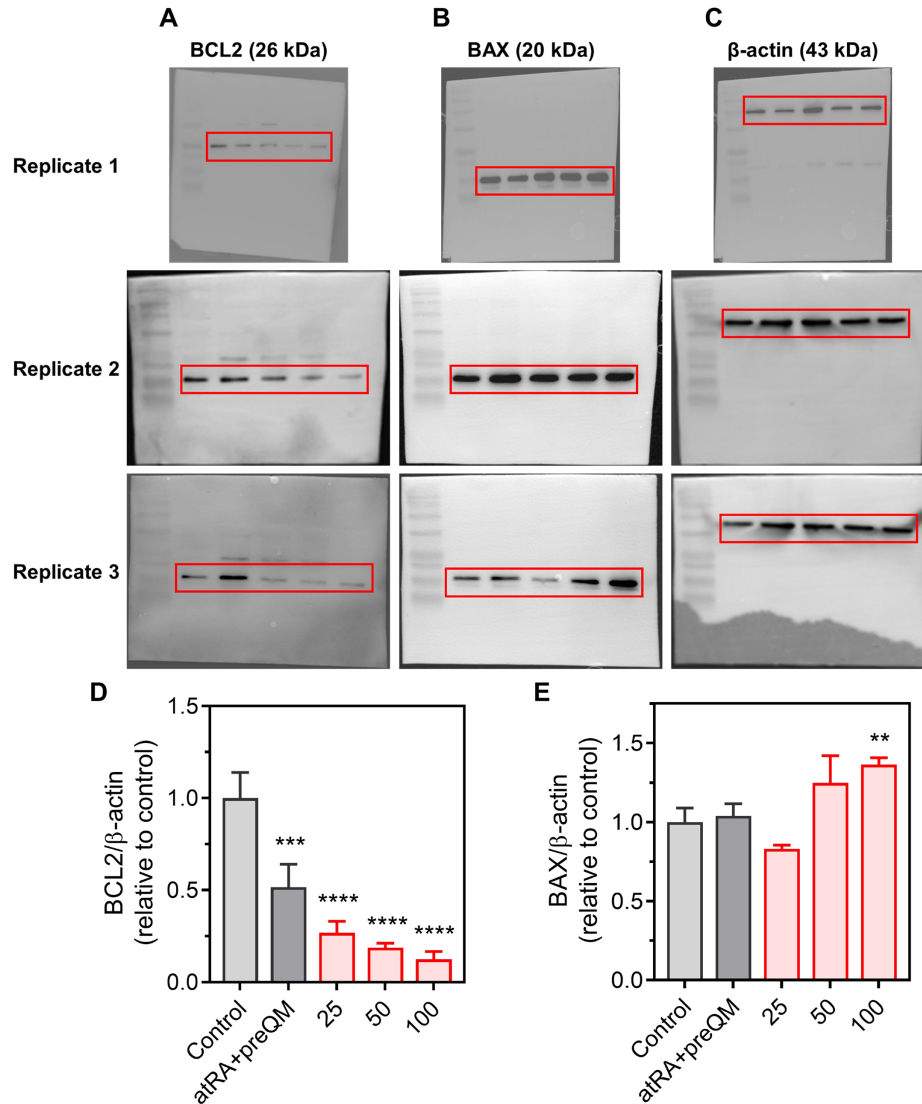 A
B
C
BCL2 (26 kDa)
BAX (20 kDa)
β-actin (43 kDa)
Replicate 1
Replicate 2
Replicate 3
D
E
BCL2/β-actin
(relative to control)
1.5
1.0
0.5
0.0
***
****
****
****
Control
atRA+preQM
25
50
100
BAX/β-actin
(relative to control)
1.5
1.0
0.5
0.0
**
Control
atRA+preQM
25
50
100